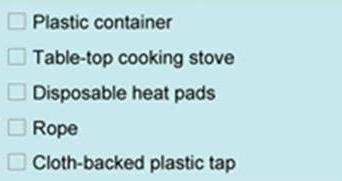 Plastic container
Table-top cooking stove
Disposable heat pads
Rope
Cloth-backed plastic tap